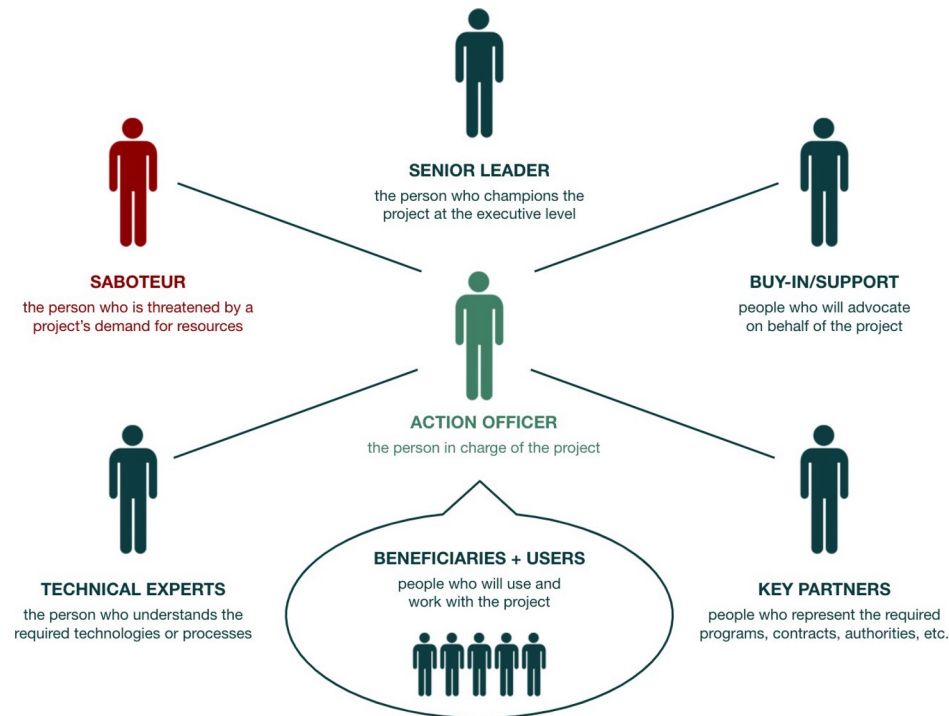 SENIOR LEADER
the person who champions the
project at the executive level
SABOTEUR
the person who is threatened by a
project's demand for resources
BUY-IN/SUPPORT
people who will advocate
on behalf of the project
ACTION OFFICER
the person in charge of the project
TECHNICAL EXPERTS
the person who understands the
required technologies or processes
BENEFICIARIES + USERS
people who will use and
work with the project
KEY PARTNERS
people who represent the required
programs, contracts, authorities, etc.